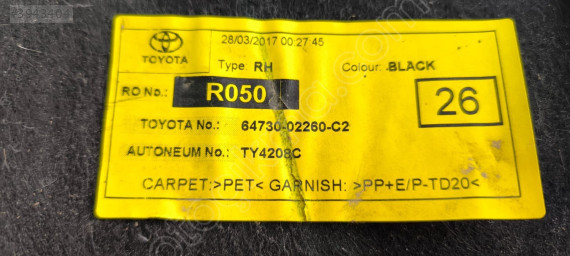 28/03/2017 00:27:45
TOYOTA
Type: RH Colour: BLACK
RO No.: R050
26
TOYOTA No.: 64730-02260-C2
AUTONEUM No.: TY4208C
CARPET:>PET< GARNISH: >PP+E/P-TD20<